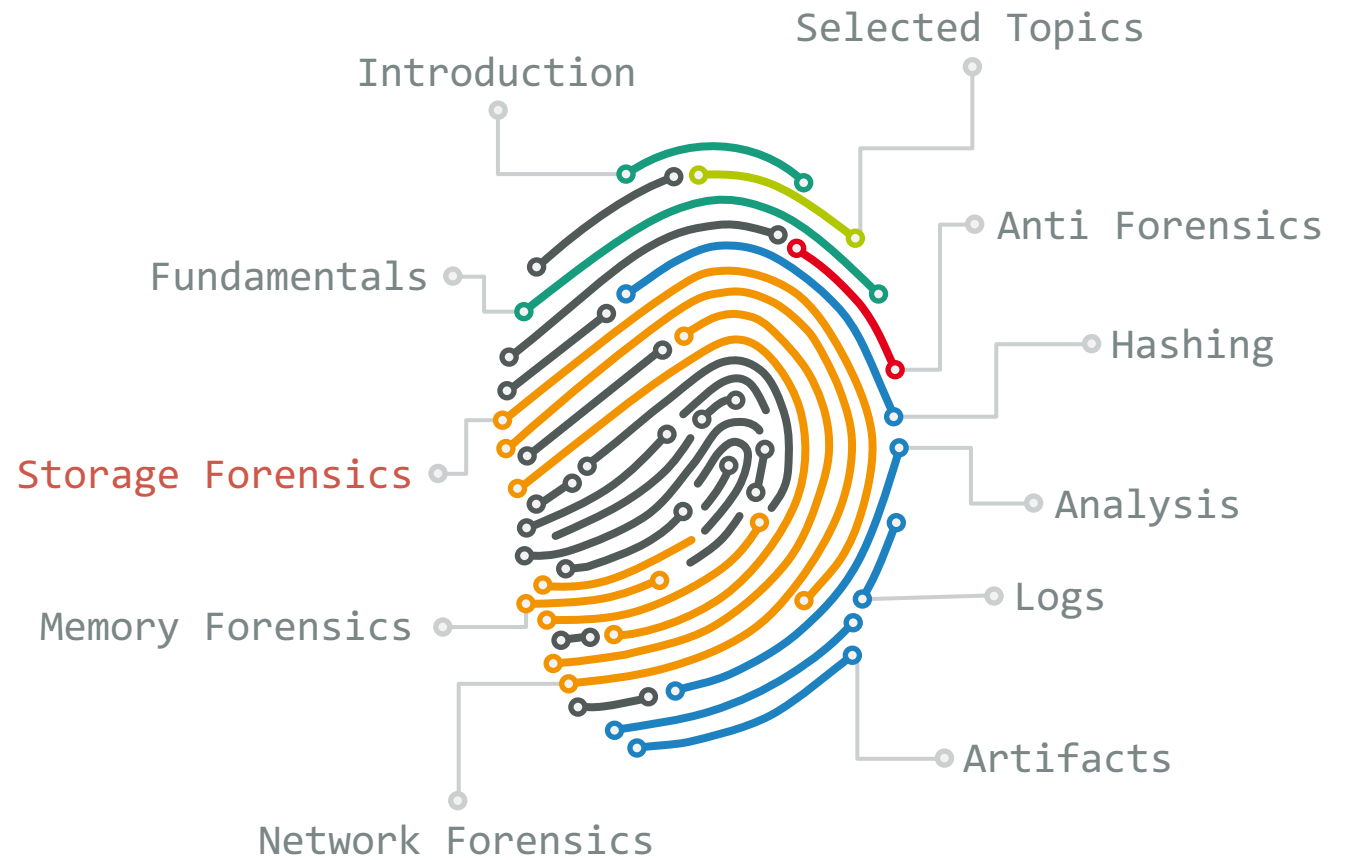 Selected Topics
Introduction
Anti Forensics
Fundamentals
Hashing
Storage Forensics
Analysis
Logs
Memory Forensics
Artifacts
Network Forensics